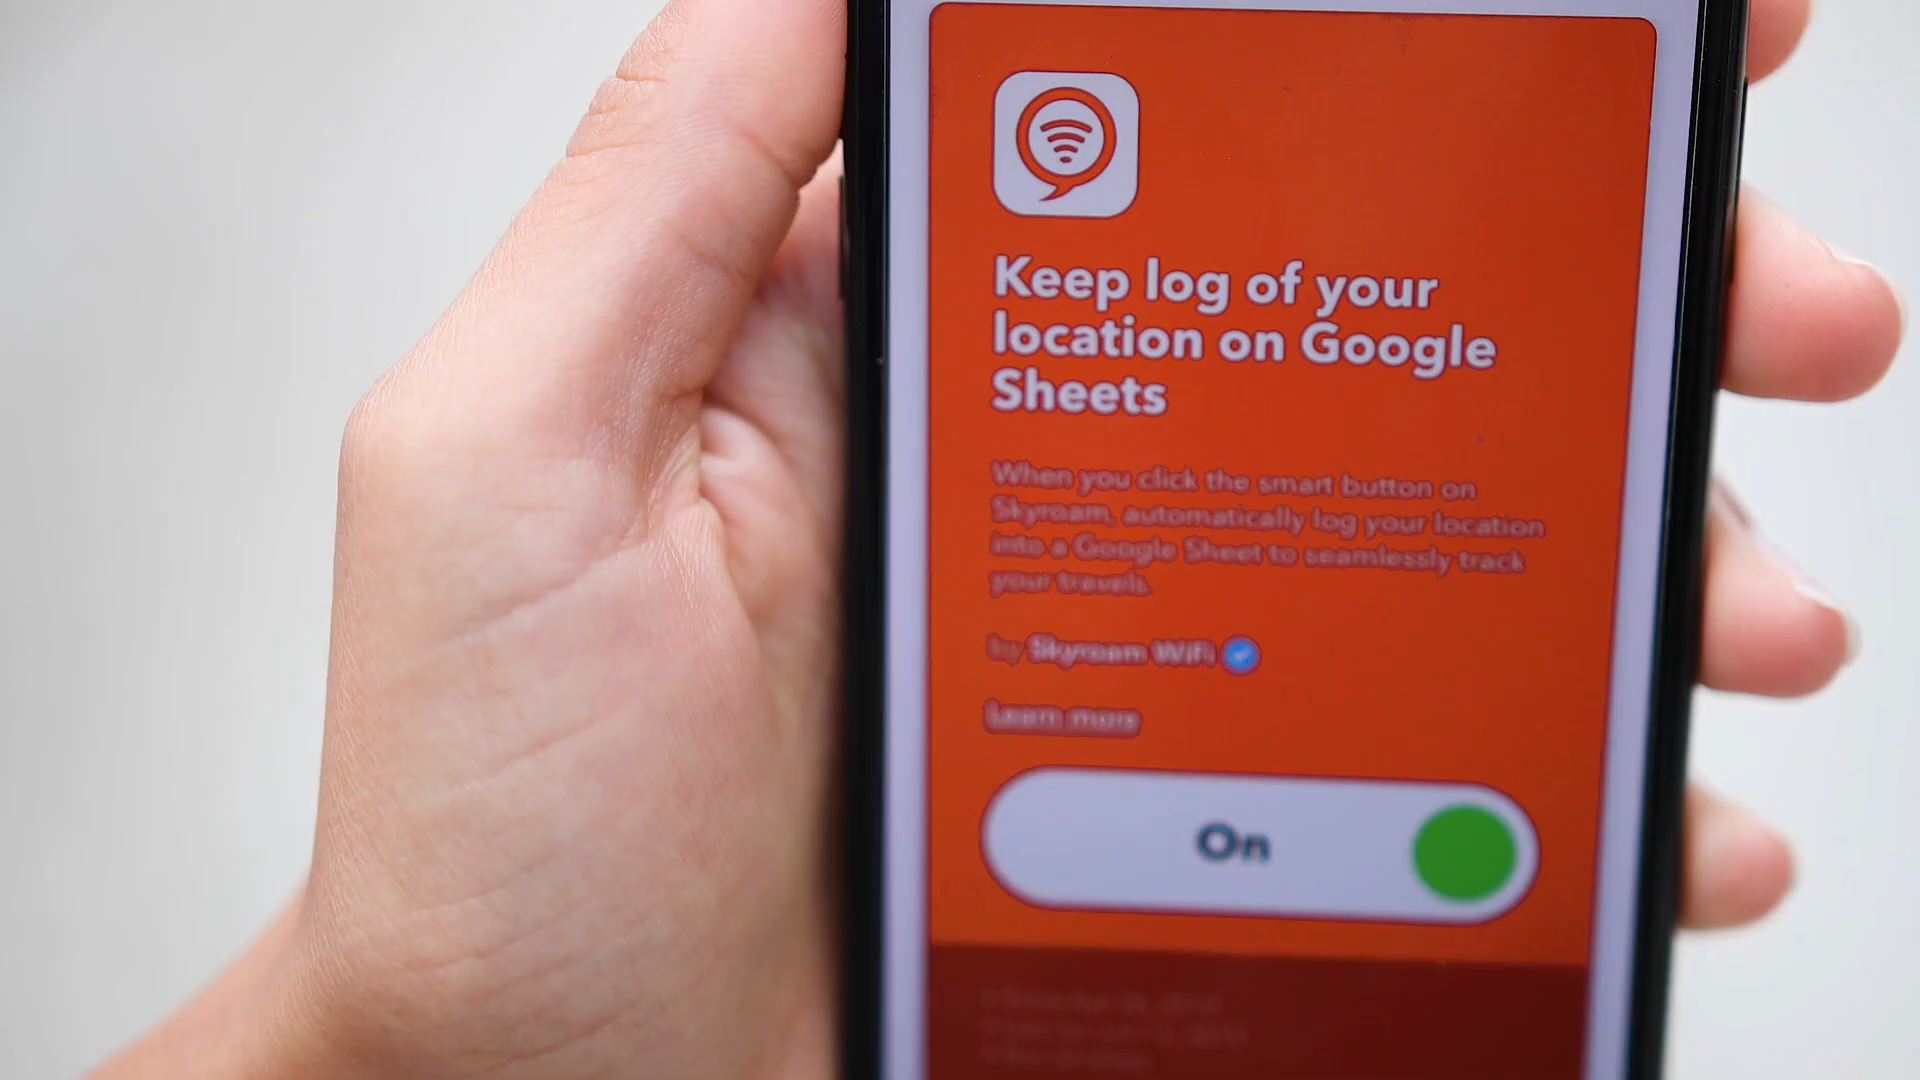 Keep log of your
location on Google
Sheets
When you click the smart button on
Skyroam, automatically log your location
into a Google Sheet to seamlessly track
your travels.
by Skyroam WiFi
Learn more
On